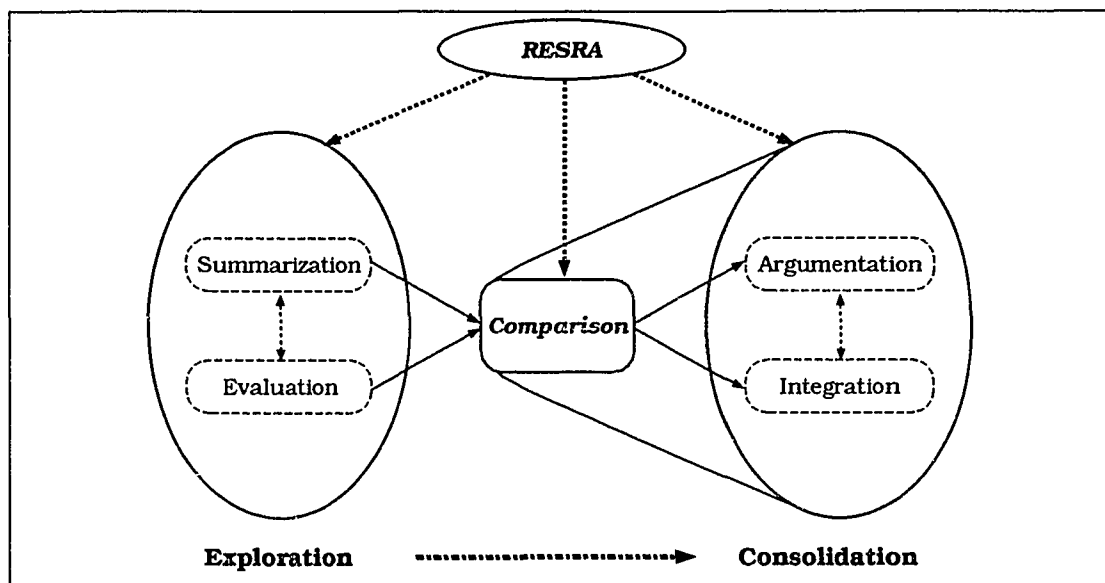 RESRA
Summarization
Argumentation
Comparison
Evaluation
Integration
Exploration
Consolidation